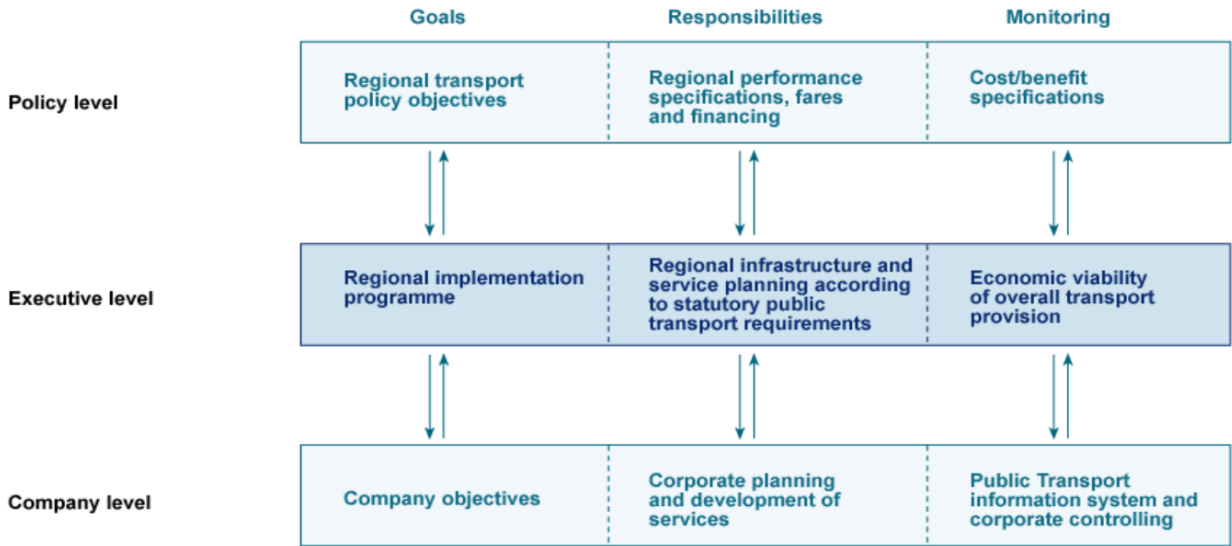 Goals
Responsibilities
Monitoring
Policy level
Regional transport
policy objectives
Regional performance
specifications, fares
and financing
Cost/benefit
specifications
Executive level
Regional implementation
programme
Regional infrastructure and
service planning according
to statutory public
transport requirements
Economic viability
of overall transport
provision
Company level
Company objectives
Corporate planning
and development of
services
Public Transport
information system and
corporate controlling